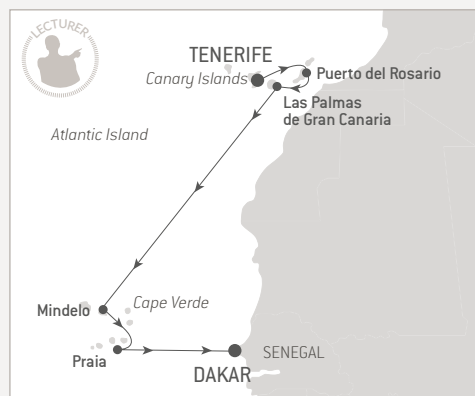 LECTURER
TENERIFE
Canary Islands
Puerto del Rosario
Las Palmas
de Gran Canaria
Atlantic Island
Mindelo
Cape Verde
Praia
SENEGAL
DAKAR